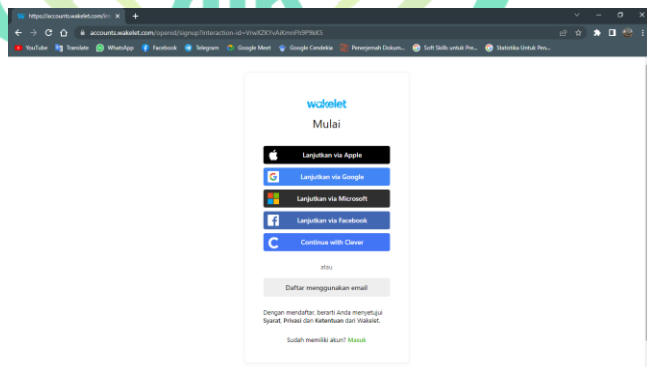 https://accounts.wakelet.com/int
accounts.wakelet.com/openid/signup?interaction-id=
YouTube Translate WhatsApp Facebook Telegram Google Meet Google Cendekia Penerjemah Dokum... Soft Skills untuk Pre... Statistika Untuk Pen...
wakelet
Mulai
Lanjutkan via Apple
Lanjutkan via Google
Lanjutkan via Microsoft
Lanjutkan via Facebook
Continue with Clever
atau
Daftar menggunakan email
Dengan mendaftar, berarti Anda menyetujui
Syarat, Privasi dan Ketentuan dari Wakelet.
Sudah memiliki akun? Masuk